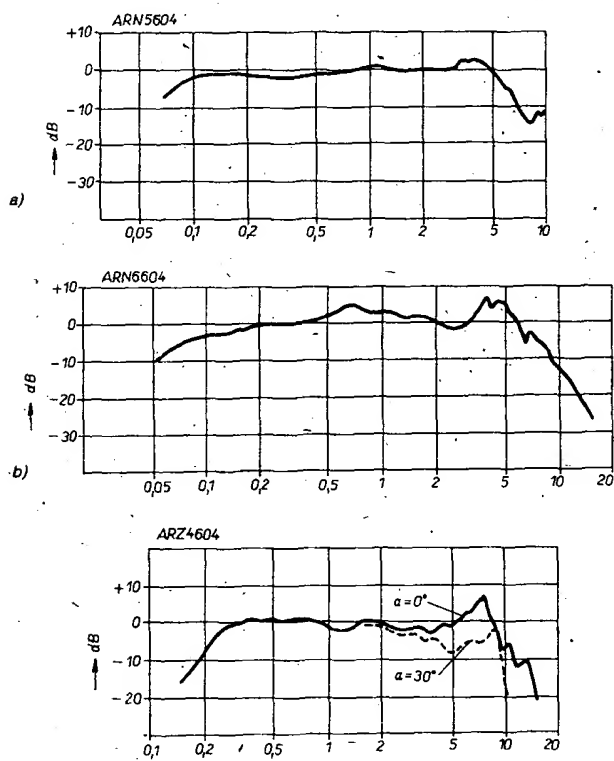 ARN5604
+10
0
-10
-20
-30
dB
a)
0,05 0,1 0,2 0,5 1 2 5 10
ARN6604
+10
0
-10
-20
-30
dB
b)
0,05 0,1 0,2 0,5 1 2 5 10 20
ARZ4604
+10
0
-10
-20
dB
α=0°
α=30°
0,1 0,2 0,5 1 2 5 10 20